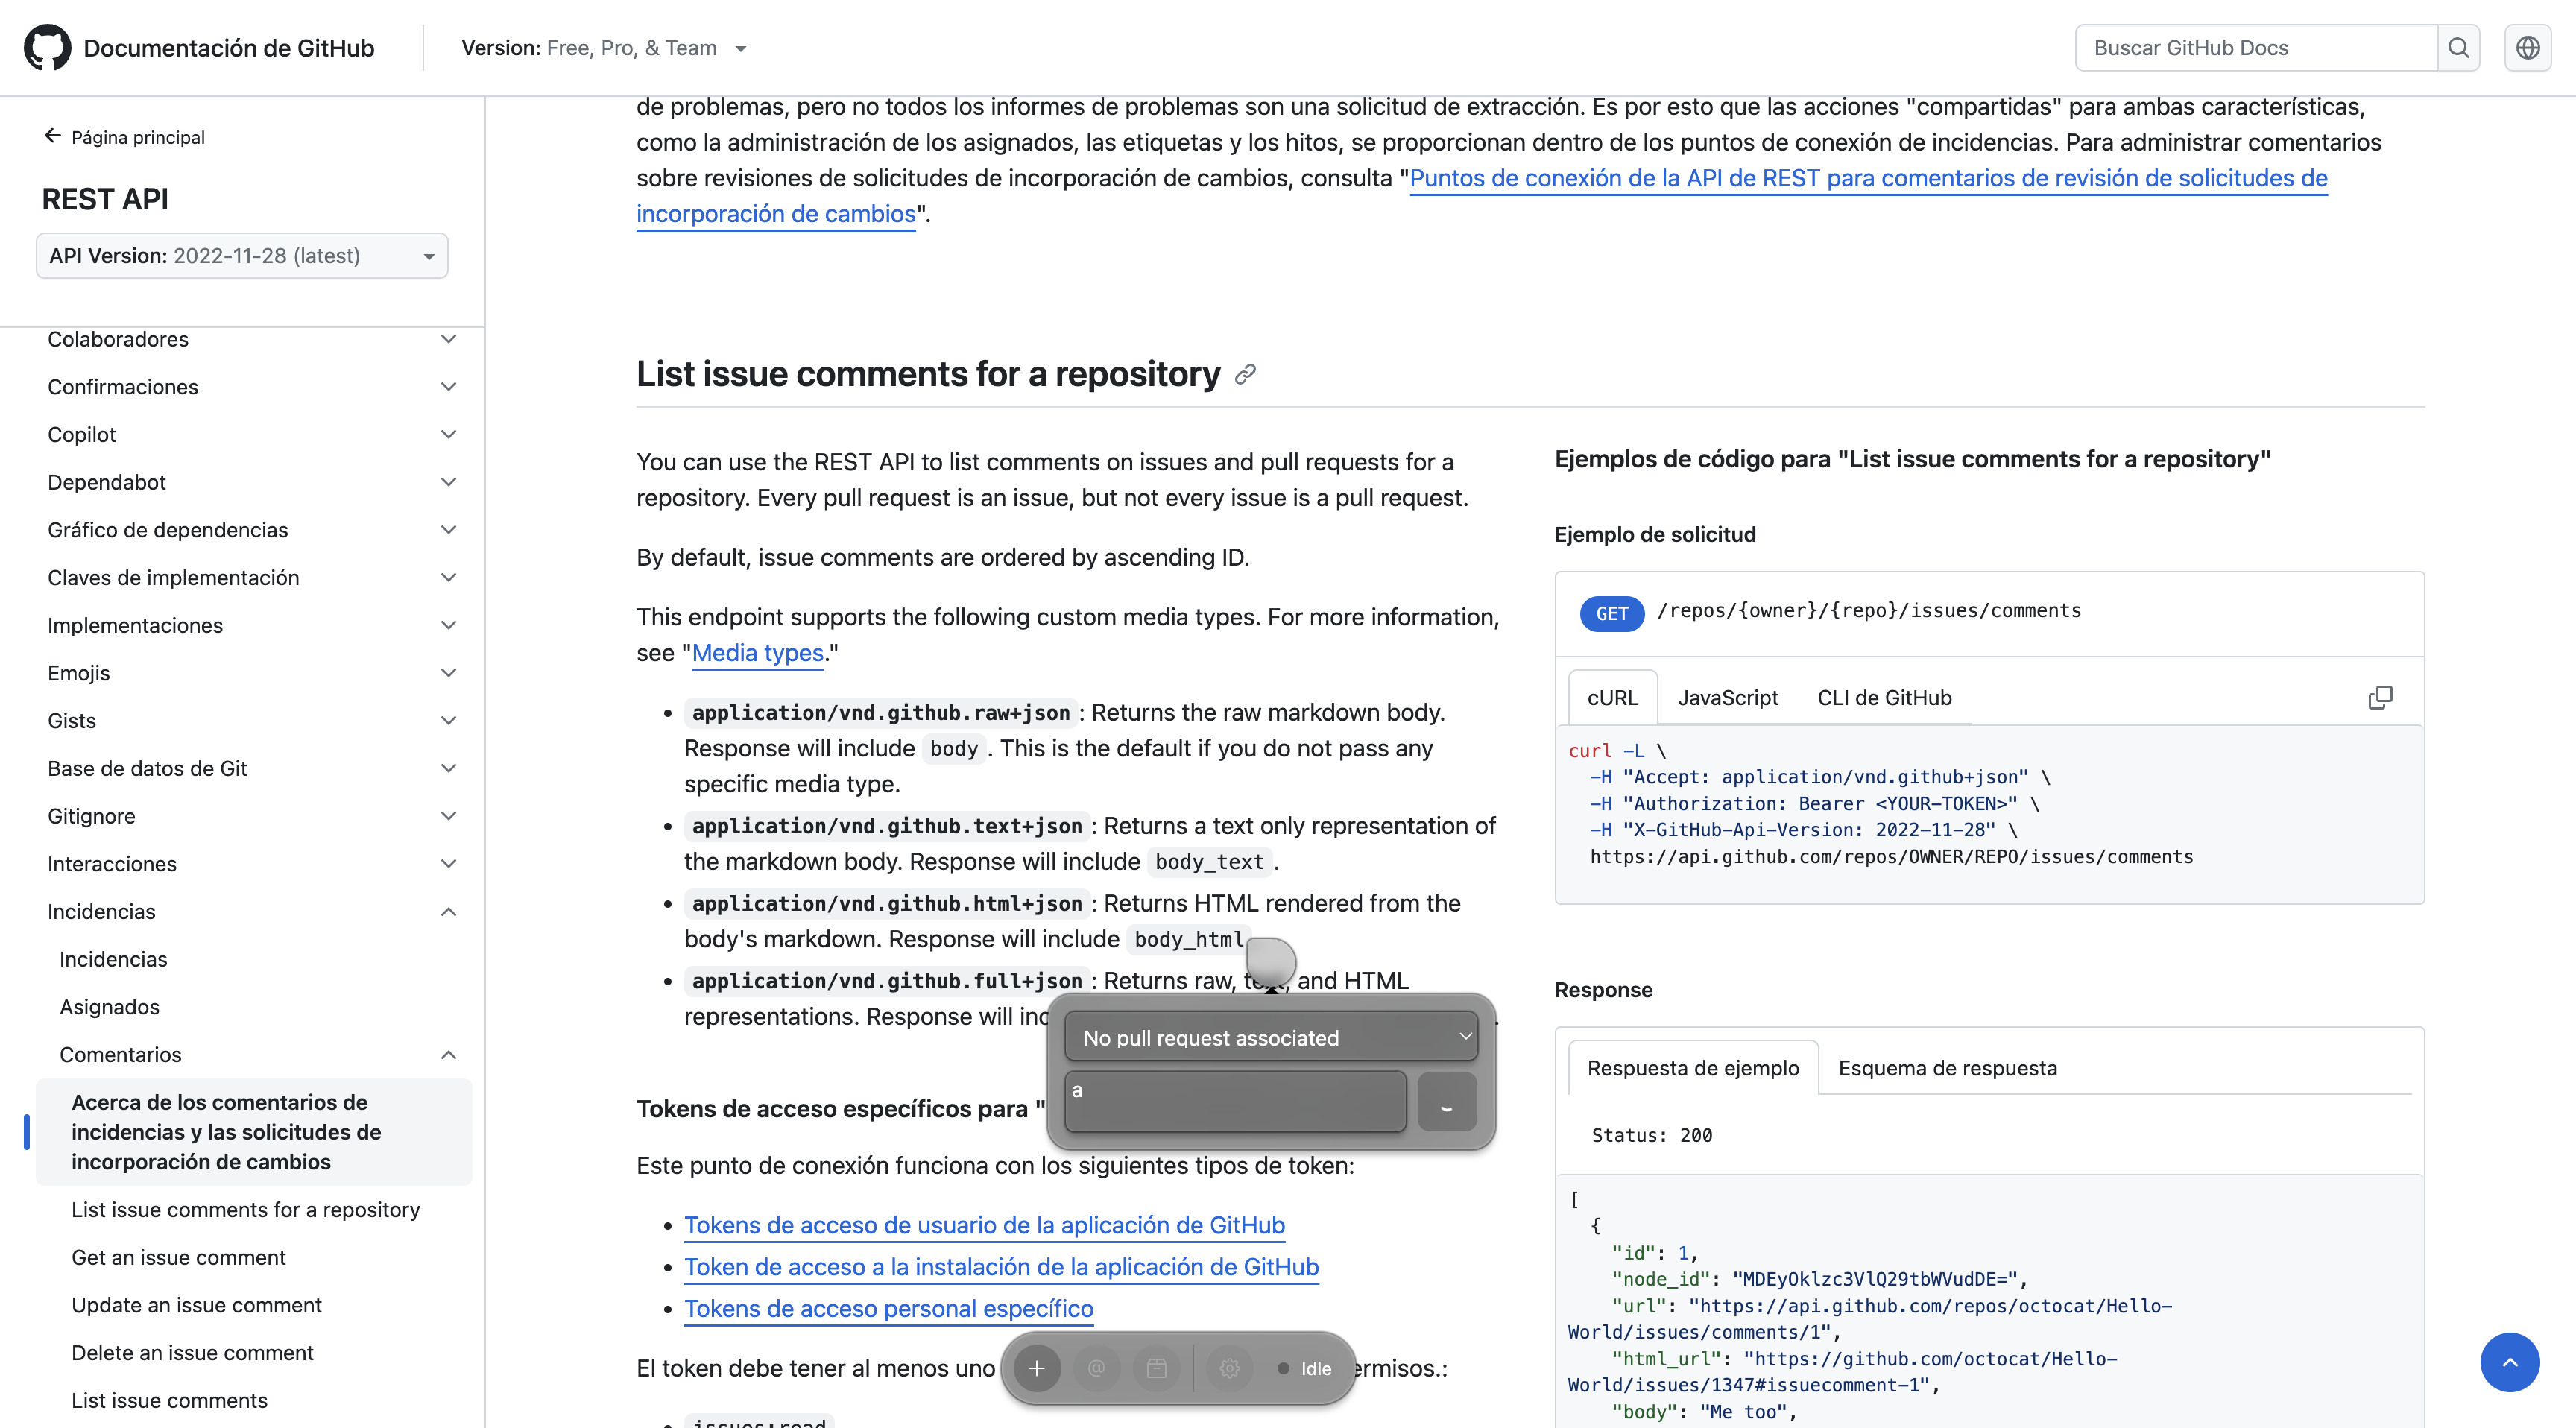 Documentación de GitHub
Version: Free, Pro, & Team
Buscar GitHub Docs
Página principal
REST API
API Version: 2022-11-28 (latest)
Colaboradores
Confirmaciones
Copilot
Dependabot
Gráfico de dependencias
Claves de implementación
Implementaciones
Emojis
Gists
Base de datos de Git
Gitignore
Interacciones
Incidencias
Incidencias
Asignados
Comentarios
Acerca de los comentarios de
incidencias y las solicitudes de
incorporación de cambios
List issue comments for a repository
Get an issue comment
Update an issue comment
Delete an issue comment
List issue comments
de problemas, pero no todos los informes de problemas son una solicitud de extracción. Es por esto que las acciones "compartidas" para ambas características,
como la administración de los asignados, las etiquetas y los hitos, se proporcionan dentro de los puntos de conexión de incidencias. Para administrar comentarios
sobre revisiones de solicitudes de incorporación de cambios, consulta "Puntos de conexión de la API de REST para comentarios de revisión de solicitudes de
incorporación de cambios".
List issue comments for a repository
You can use the REST API to list comments on issues and pull requests for a
repository. Every pull request is an issue, but not every issue is a pull request.
By default, issue comments are ordered by ascending ID.
This endpoint supports the following custom media types. For more information,
see "Media types."
• application/vnd.github.raw+json : Returns the raw markdown body.
Response will include body . This is the default if you do not pass any
specific media type.
• application/vnd.github.text+json : Returns a text only representation of
the markdown body. Response will include body_text .
• application/vnd.github.html+json : Returns HTML rendered from the
body's markdown. Response will include body_html
• application/vnd.github.full+json : Returns raw, and HTML
representations. Response will
No pull request associated
a
Tokens de acceso específicos para "
Este punto de conexión funciona con los siguientes tipos de token:
• Tokens de acceso de usuario de la aplicación de GitHub
• Token de acceso a la instalación de la aplicación de GitHub
• Tokens de acceso personal específico
El token debe tener al menos uno
Idle
ermisos.:
Ejemplos de código para "List issue comments for a repository"
Ejemplo de solicitud
GET /repos/{owner}/{repo}/issues/comments
cURL JavaScript CLI de GitHub
curl -L \
-H "Accept: application/vnd.github+json" \
-H "Authorization: Bearer <YOUR-TOKEN>" \
-H "X-GitHub-Api-Version: 2022-11-28" \
https://api.github.com/repos/OWNER/REPO/issues/comments
Response
Respuesta de ejemplo Esquema de respuesta
Status: 200
[
{
"id": 1,
"node_id": "MDEyOklzc3VlQ29tbWVudDE=",
"url": "https://api.github.com/repos/octocat/Hello-
World/issues/comments/1",
"html_url": "https://github.com/octocat/Hello-
World/issues/1347#issuecomment-1",
"body": "Me too",